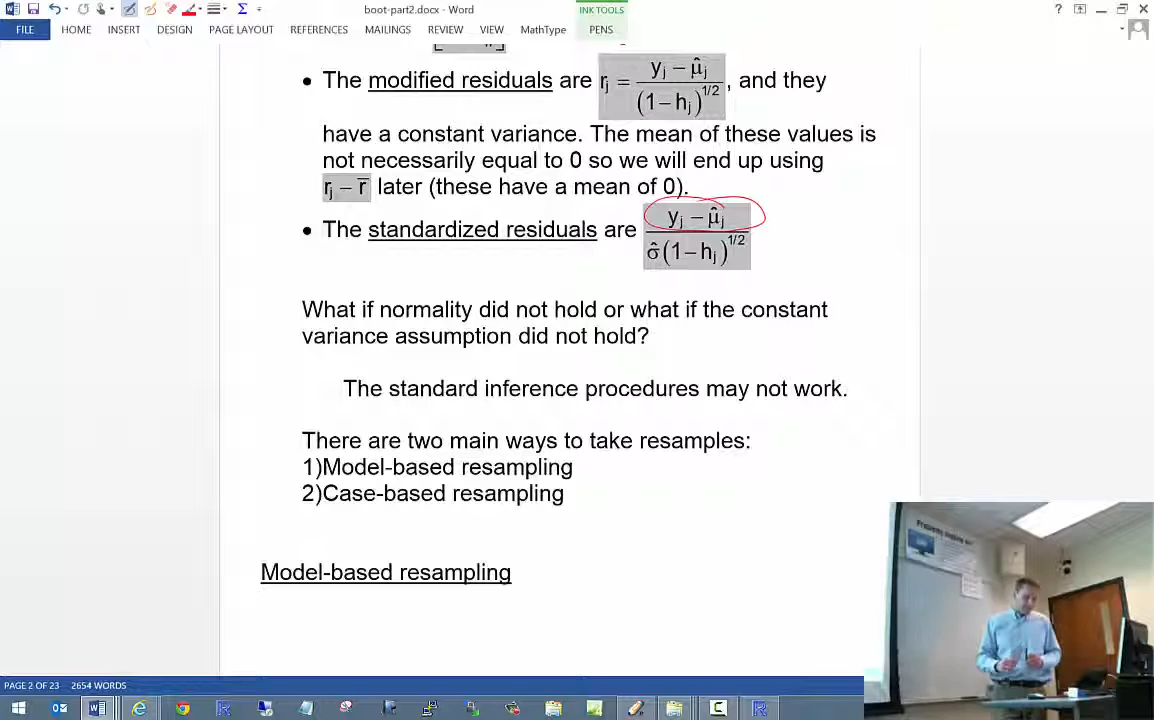 boot-part2.docx - Word
INK TOOLS
FILE HOME INSERT DESIGN PAGE LAYOUT REFERENCES MAILINGS REVIEW VIEW MathType PENS
• The modified residuals are rj = (yj − μ̂j) / (1 − hj)^1/2, and they
have a constant variance. The mean of these values is
not necessarily equal to 0 so we will end up using
rj − r̅ later (these have a mean of 0).
• The standardized residuals are (yj − μ̂j) / σ̂(1 − hj)^1/2
What if normality did not hold or what if the constant
variance assumption did not hold?
The standard inference procedures may not work.
There are two main ways to take resamples:
1)Model-based resampling
2)Case-based resampling
Model-based resampling
PAGE 2 OF 23 2654 WORDS